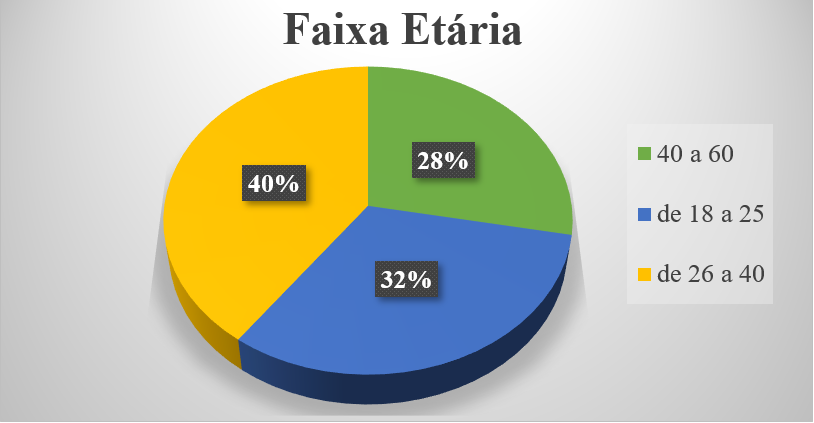 Faixa Etária
28%
40%
32%
40 a 60
de 18 a 25
de 26 a 40